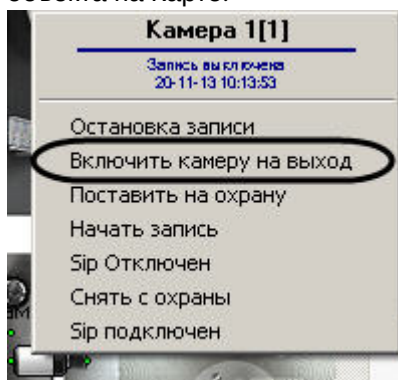 Камера 1[1]
Запись выключена
20-11-13 10:13:53
Остановка записи
Включить камеру на выход
Поставить на охрану
Начать запись
Sip Отключен
Снять с охраны
Sip подключен